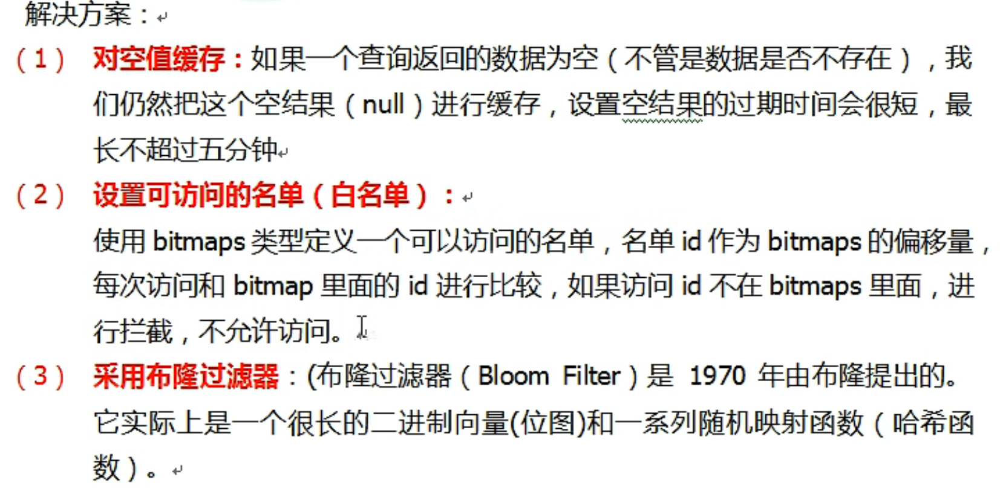 解决方案：
（1） 对空值缓存：如果一个查询返回的数据为空（不管是数据是否不存在），我
们仍然把这个空结果（null）进行缓存，设置空结果的过期时间会很短，最
长不超过五分钟
（2） 设置可访问的名单（白名单）：
使用 bitmaps 类型定义一个可以访问的名单，名单 id 作为 bitmaps 的偏移量，
每次访问和 bitmap 里面的 id 进行比较，如果访问 id 不在 bitmaps 里面，进
行拦截，不允许访问。
（3） 采用布隆过滤器：(布隆过滤器（Bloom Filter）是 1970 年由布隆提出的。
它实际上是一个很长的二进制向量(位图)和一系列随机映射函数（哈希函
数）。